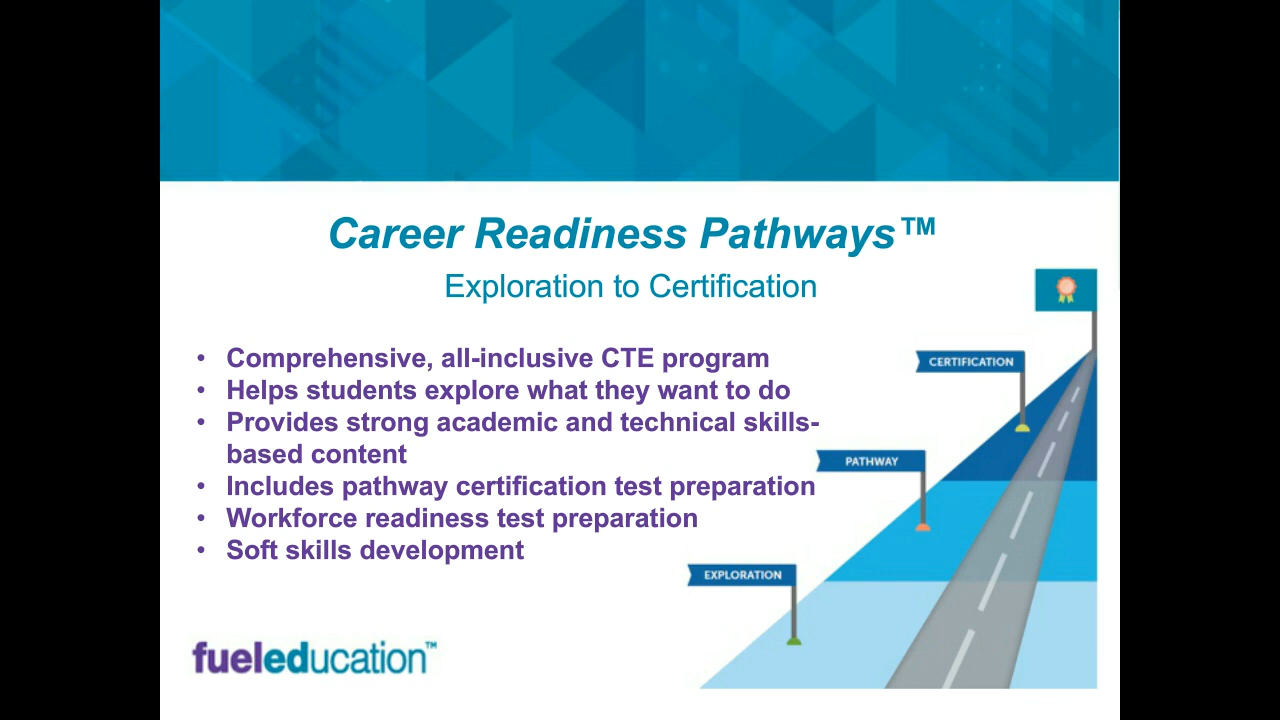 Career Readiness Pathways™
Exploration to Certification
• Comprehensive, all-inclusive CTE program
• Helps students explore what they want to do
• Provides strong academic and technical skills-
based content
• Includes pathway certification test preparation
• Workforce readiness test preparation
• Soft skills development
CERTIFICATION
PATHWAY
EXPLORATION
fueleducation™